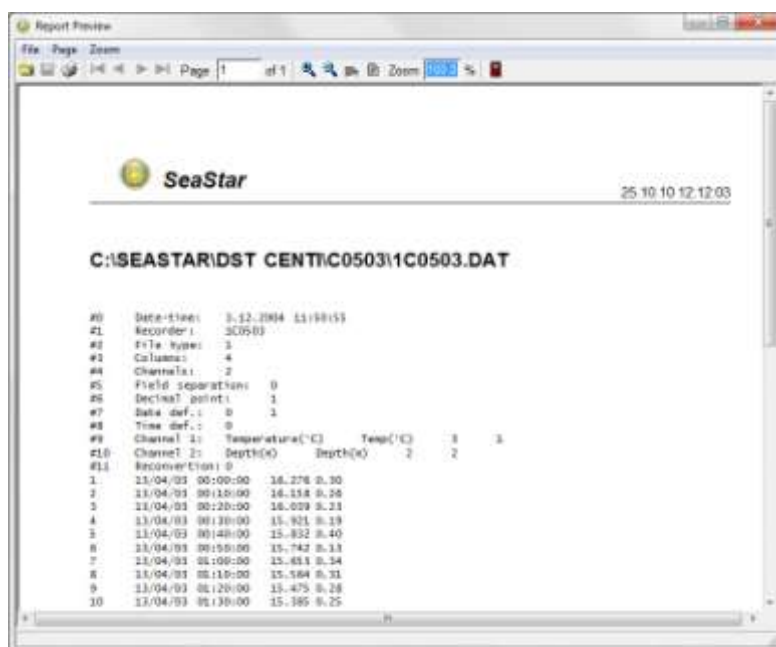 Report Preview
File Page Zoom
Page 1 of 1 Zoom 100.0 %
SeaStar
25.10.10 12:12:03
C:\SEASTAR\DST CENTI\C0503\1C0503.DAT
#0 Date-time: 3.12.2004 11:50:55
#1 Recorder: 1C0503
#2 File type: 1
#3 Columns: 4
#4 Channels: 2
#5 Field separation: 0
#6 Decimal point: 1
#7 Date def.: 0 1
#8 Time def.: 0
#9 Channel 1: Temperature(°C) Temp(°C) 3 1
#10 Channel 2: Depth(m) Depth(m) 2 2
#11 Reconvertion: 0
1 13/04/03 00:00:00 16.276 0.30
2 13/04/03 00:10:00 16.158 0.26
3 13/04/03 00:20:00 16.039 0.23
4 13/04/03 00:30:00 15.921 0.19
5 13/04/03 00:40:00 15.832 0.40
6 13/04/03 00:50:00 15.742 0.13
7 13/04/03 01:00:00 15.653 0.34
8 13/04/03 01:10:00 15.564 0.31
9 13/04/03 01:20:00 15.475 0.28
10 13/04/03 01:30:00 15.385 0.25